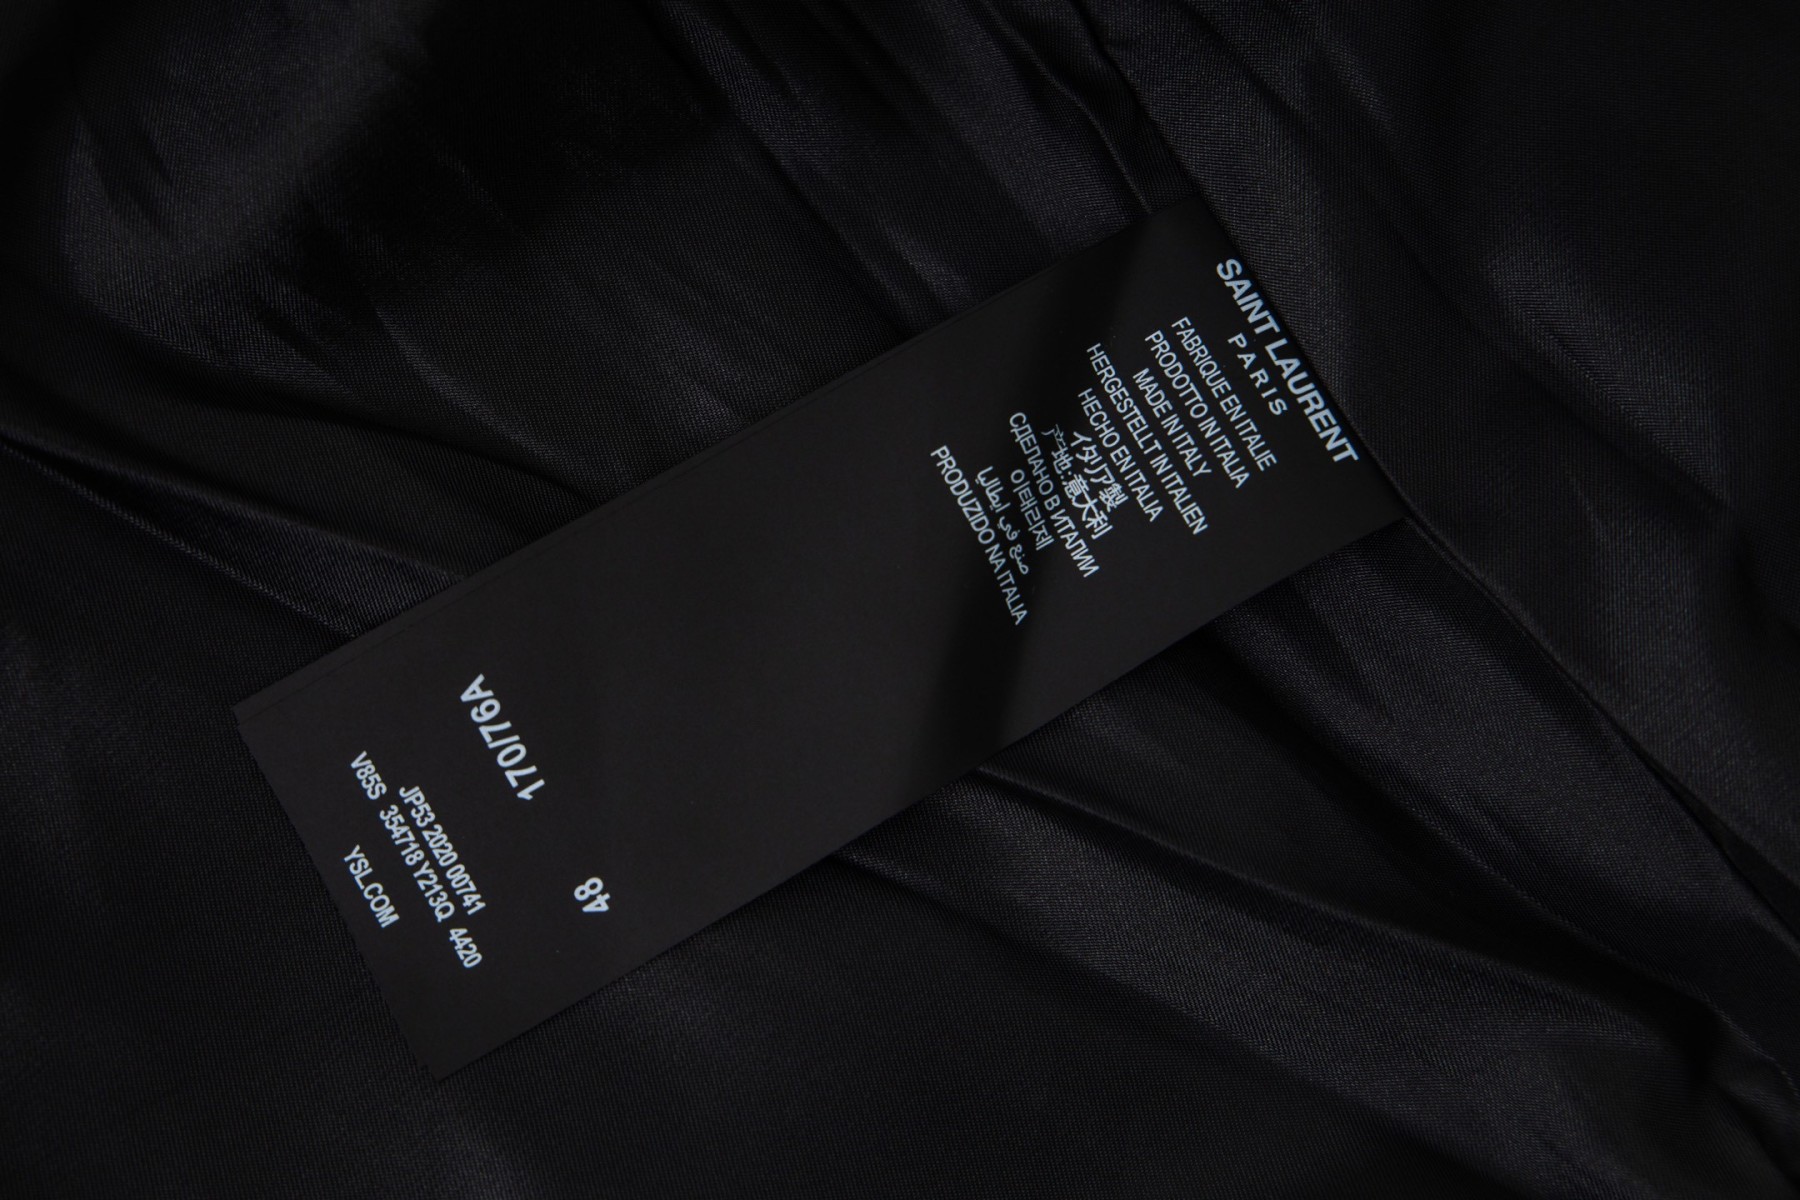 SAINT LAURENT
PARIS
FABRIQUE EN ITALIE
PRODOTTO IN ITALIA
MADE IN ITALY
HERGESTELLT IN ITALIEN
HECHO EN ITALIA
イタリア製
产地:意大利
СДЕЛАНО В ИТАЛИИ
이태리제
صنع في إيطاليا
PRODUZIDO NA ITALIA
48
170/76A
JP53 2020 00741
V85S 354718 Y213Q 4420
YSL.COM